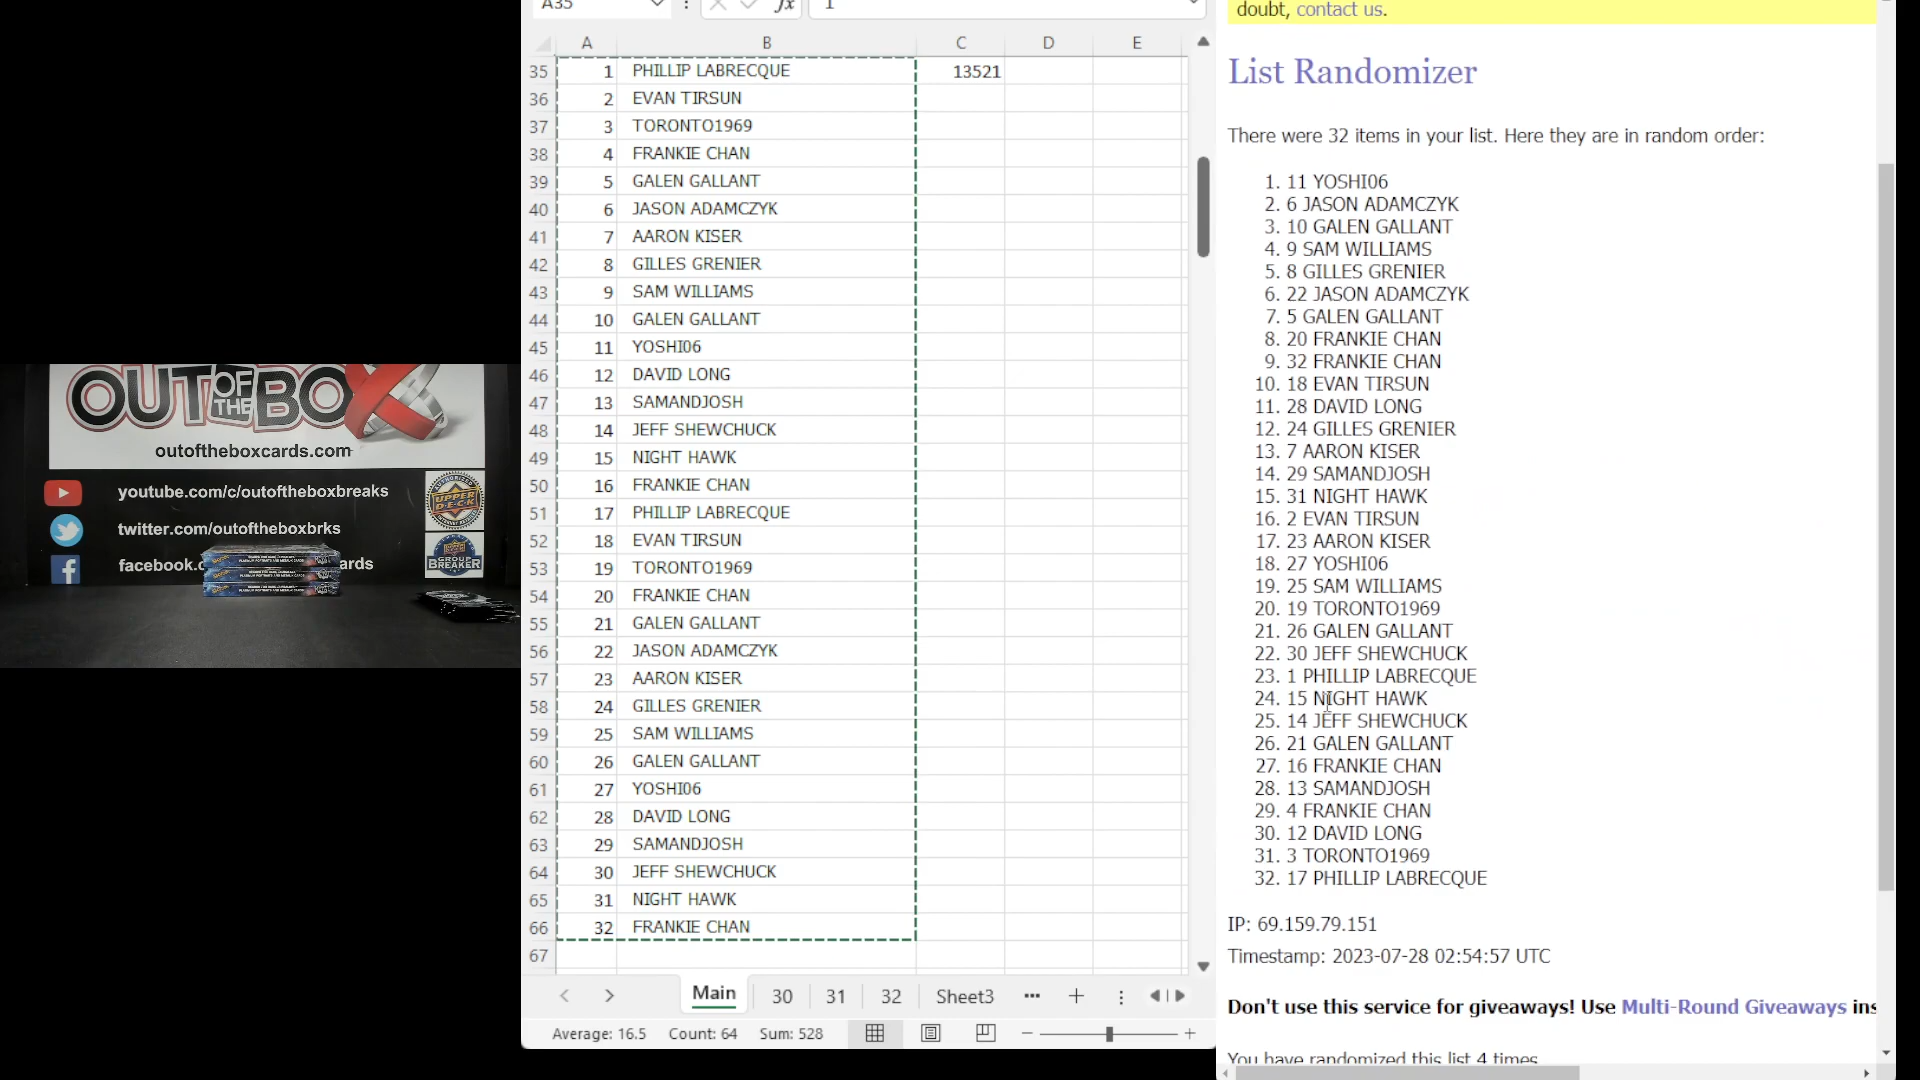 OUT OF THE BOX
outoftheboxcards.com
youtube.com/c/outoftheboxbreaks
twitter.com/outoftheboxbrks
facebook.c
ards
UPPER DECK
GROUP BREAKER
A35
fx
1
A B C D E
35 1 PHILLIP LABRECQUE 13521
36 2 EVAN TIRSUN
37 3 TORONTO1969
38 4 FRANKIE CHAN
39 5 GALEN GALLANT
40 6 JASON ADAMCZYK
41 7 AARON KISER
42 8 GILLES GRENIER
43 9 SAM WILLIAMS
44 10 GALEN GALLANT
45 11 YOSHI06
46 12 DAVID LONG
47 13 SAMANDJOSH
48 14 JEFF SHEWCHUCK
49 15 NIGHT HAWK
50 16 FRANKIE CHAN
51 17 PHILLIP LABRECQUE
52 18 EVAN TIRSUN
53 19 TORONTO1969
54 20 FRANKIE CHAN
55 21 GALEN GALLANT
56 22 JASON ADAMCZYK
57 23 AARON KISER
58 24 GILLES GRENIER
59 25 SAM WILLIAMS
60 26 GALEN GALLANT
61 27 YOSHI06
62 28 DAVID LONG
63 29 SAMANDJOSH
64 30 JEFF SHEWCHUCK
65 31 NIGHT HAWK
66 32 FRANKIE CHAN
67
Main 30 31 32 Sheet3 ...
Average: 16.5 Count: 64 Sum: 528
doubt, contact us.
List Randomizer
There were 32 items in your list. Here they are in random order:
1. 11 YOSHI06
2. 6 JASON ADAMCZYK
3. 10 GALEN GALLANT
4. 9 SAM WILLIAMS
5. 8 GILLES GRENIER
6. 22 JASON ADAMCZYK
7. 5 GALEN GALLANT
8. 20 FRANKIE CHAN
9. 32 FRANKIE CHAN
10. 18 EVAN TIRSUN
11. 28 DAVID LONG
12. 24 GILLES GRENIER
13. 7 AARON KISER
14. 29 SAMANDJOSH
15. 31 NIGHT HAWK
16. 2 EVAN TIRSUN
17. 23 AARON KISER
18. 27 YOSHI06
19. 25 SAM WILLIAMS
20. 19 TORONTO1969
21. 26 GALEN GALLANT
22. 30 JEFF SHEWCHUCK
23. 1 PHILLIP LABRECQUE
24. 15 NIGHT HAWK
25. 14 JEFF SHEWCHUCK
26. 21 GALEN GALLANT
27. 16 FRANKIE CHAN
28. 13 SAMANDJOSH
29. 4 FRANKIE CHAN
30. 12 DAVID LONG
31. 3 TORONTO1969
32. 17 PHILLIP LABRECQUE
IP: 69.159.79.151
Timestamp: 2023-07-28 02:54:57 UTC
Don't use this service for giveaways! Use Multi-Round Giveaways ins
You have randomized this list 4 times